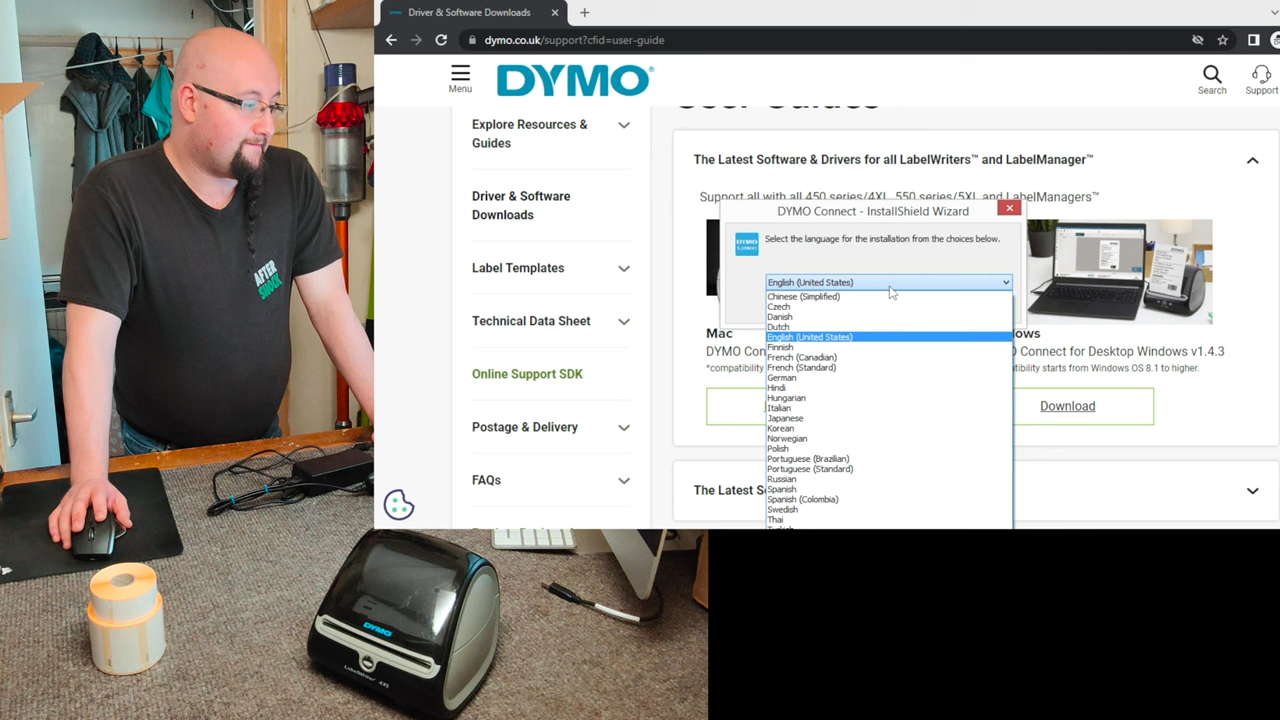 Driver & Software Downloads
dymo.co.uk/support?cfid=user-guide
Menu
DYMO
Search
Support
User Guides
Explore Resources &
Guides
Driver & Software
Downloads
Label Templates
Technical Data Sheet
Online Support SDK
Postage & Delivery
FAQs
The Latest Software & Drivers for all LabelWriters™ and LabelManager™
Support all with all 450 series/4XL, 550 series/5XL and LabelManagers™
DYMO Connect - InstallShield Wizard
DYMO
Select the language for the installation from the choices below.
English (United States)
Chinese (Simplified)
Czech
Danish
Dutch
English (United States)
Finnish
French (Canadian)
French (Standard)
German
Hindi
Hungarian
Italian
Japanese
Korean
Norwegian
Polish
Portuguese (Brazilian)
Portuguese (Standard)
Russian
Spanish
Spanish (Colombia)
Swedish
Thai
Turkish
Mac
DYMO Con
*compatibility
ows
Connect for Desktop Windows v1.4.3
tibility starts from Windows OS 8.1 to higher.
Download
The Latest S
AFTER
SHOCK
DYMO
LabelWriter 4XL